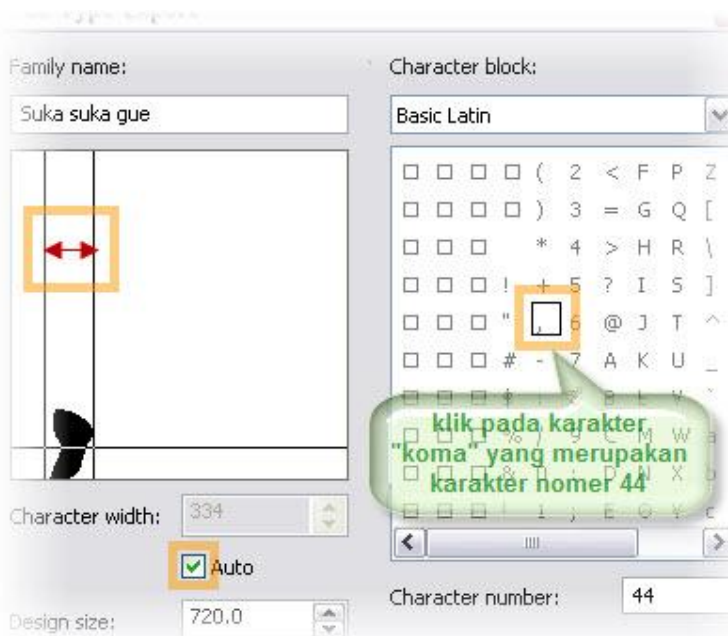 Family name:
Suka suka gue
Character width: 334
Auto
Design size: 720.0
Character block:
Basic Latin
( 2 < F P Z
) 3 = G Q [
* 4 > H R \
! + 5 ? I S ]
" , 6 @ J T ^
# - 7 A K U _
klik pada karakter
"koma" yang merupakan
karakter nomer 44
Character number: 44